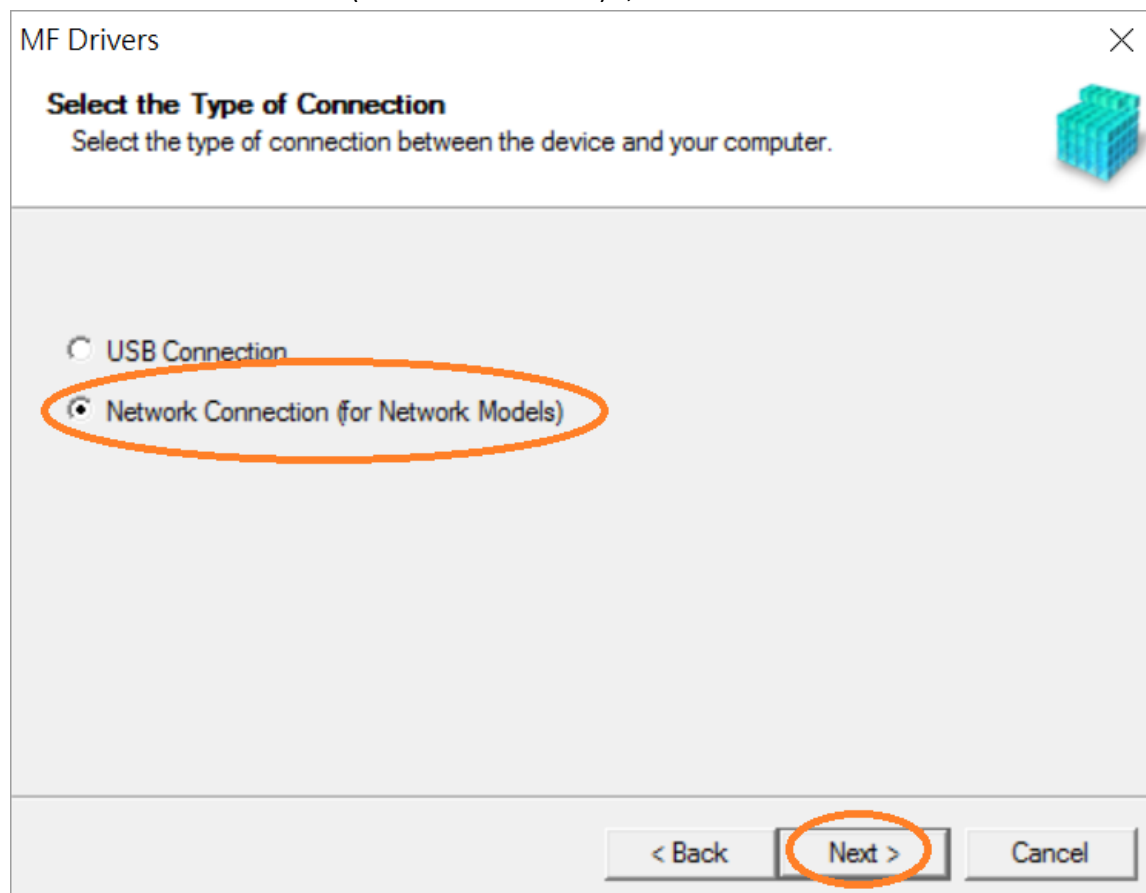 MF Drivers
Select the Type of Connection
Select the type of connection between the device and your computer.
USB Connection
Network Connection (for Network Models)
< Back Next > Cancel